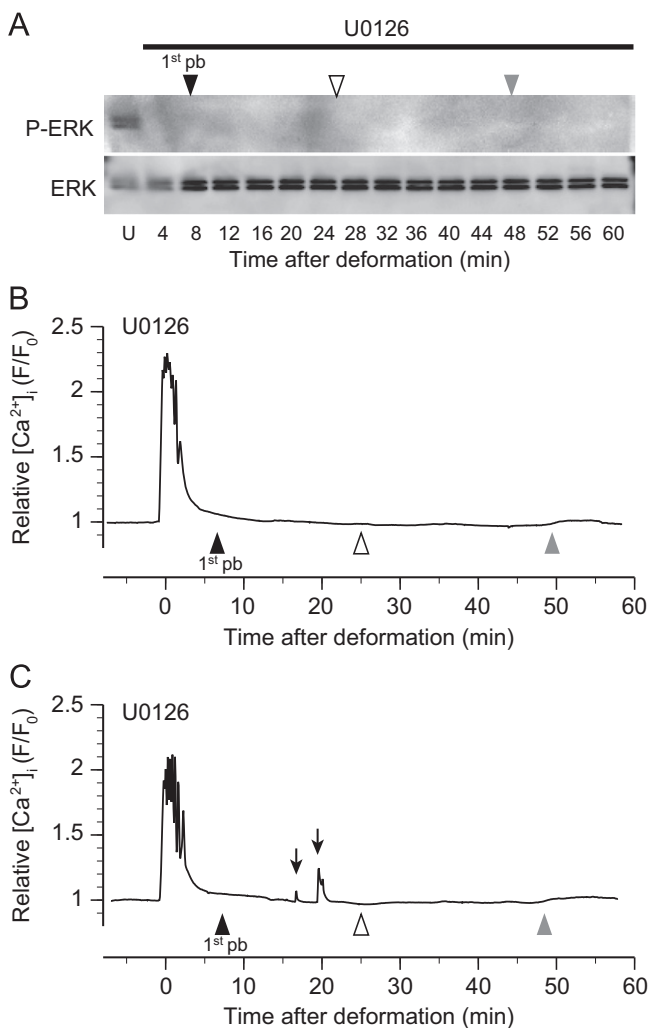 A
U0126
1st pb
P-ERK
ERK
U 4 8 12 16 20 24 28 32 36 40 44 48 52 56 60
Time after deformation (min)
B
U0126
Relative [Ca2+]i (F/F0)
2.5
2
1.5
1
1st pb
0 10 20 30 40 50 60
Time after deformation (min)
C
U0126
Relative [Ca2+]i (F/F0)
2.5
2
1.5
1
1st pb
0 10 20 30 40 50 60
Time after deformation (min)